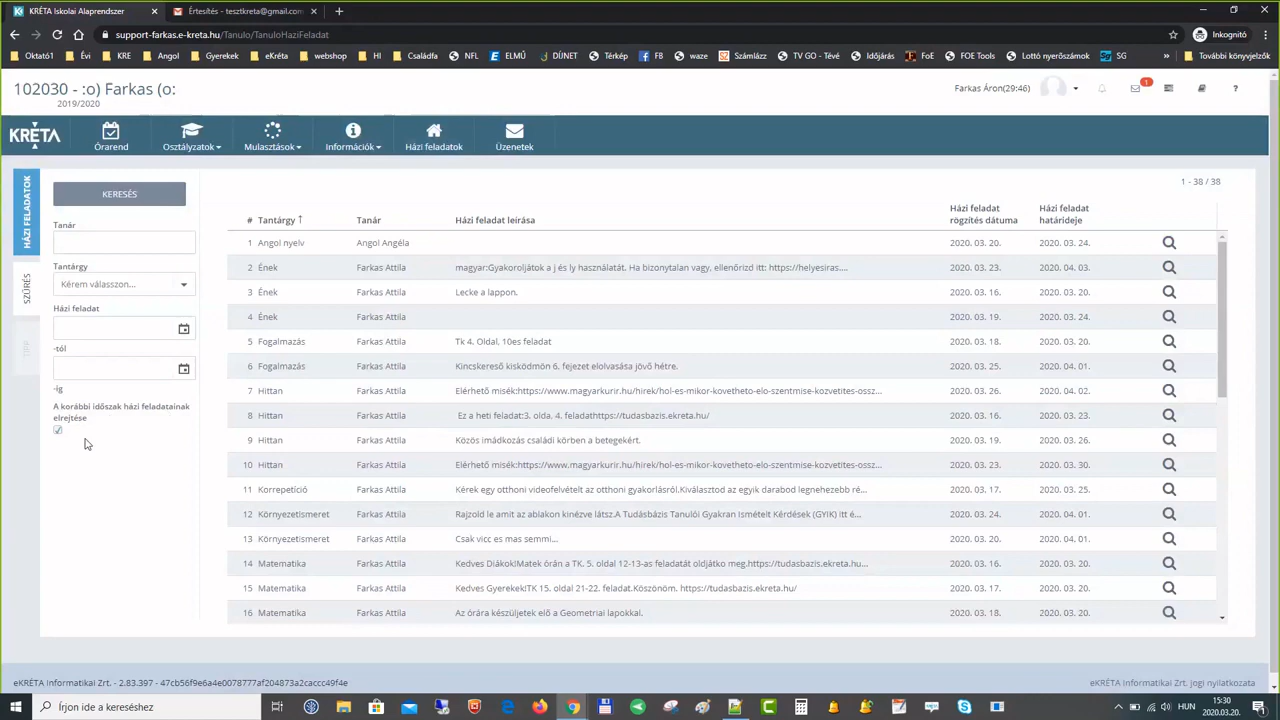 KRÉTA Iskolai Alaprendszer
Értesítés - tesztkreta@gmail.com
support-farkas.e-kreta.hu/Tanulo/TanuloHaziFeladat
Inkognitó
Oktató1 Évi KRE Angol Gyerekek eKréta webshop HI Családfa NFL ELMŰ DÜNET Térkép FB waze Számlázz TV GO - Tévé Időjárás FoE FOE Tools Lottó nyerőszámok SG » További könyvjelzők
102030 - :o) Farkas (o:
2019/2020
Farkas Áron(29:46)
1
KRÉTA
Órarend Osztályzatok Mulasztások Információk Házi feladatok Üzenetek
HÁZI FELADATOK
SZŰRÉS
TIPP
KERESÉS
Tanár
Tantárgy
Kérem válasszon...
Házi feladat
-tól
-ig
A korábbi időszak házi feladatainak
elrejtése
1 - 38 / 38
# Tantárgy ↑ Tanár Házi feladat leírása Házi feladat rögzítés dátuma Házi feladat határideje
1 Angol nyelv Angol Angéla 2020. 03. 20. 2020. 03. 24.
2 Ének Farkas Attila magyar:Gyakoroljátok a j és ly használatát. Ha bizonytalan vagy, ellenőrizd itt: https://helyesiras.... 2020. 03. 23. 2020. 04. 03.
3 Ének Farkas Attila Lecke a lappon. 2020. 03. 16. 2020. 03. 20.
4 Ének Farkas Attila 2020. 03. 19. 2020. 03. 24.
5 Fogalmazás Farkas Attila Tk 4. Oldal, 10es feladat 2020. 03. 18. 2020. 03. 25.
6 Fogalmazás Farkas Attila Kincskereső kisködmön 6. fejezet elolvasása jövő hétre. 2020. 03. 25. 2020. 04. 01.
7 Hittan Farkas Attila Elérhető misék:https://www.magyarkurir.hu/hirek/hol-es-mikor-kovetheto-elo-szentmise-kozvetites-ossz... 2020. 03. 26. 2020. 04. 02.
8 Hittan Farkas Attila Ez a heti feladat:3. olda, 4. feladathttps://tudasbazis.ekreta.hu/ 2020. 03. 16. 2020. 03. 23.
9 Hittan Farkas Attila Közös imádkozás családi körben a betegekért. 2020. 03. 19. 2020. 03. 26.
10 Hittan Farkas Attila Elérhető misék:https://www.magyarkurir.hu/hirek/hol-es-mikor-kovetheto-elo-szentmise-kozvetites-ossz... 2020. 03. 23. 2020. 03. 30.
11 Korrepetíció Farkas Attila Kérek egy otthoni videofelvételt az otthoni gyakorlásról.Kiválasztod az egyik darabod legnehezebb ré... 2020. 03. 17. 2020. 03. 25.
12 Környezetismeret Farkas Attila Rajzold le amit az ablakon kinézve látsz.A Tudásbázis Tanulói Gyakran Ismételt Kérdések (GYIK) itt é... 2020. 03. 24. 2020. 04. 01.
13 Környezetismeret Farkas Attila Csak vicc es mas semmi... 2020. 03. 20. 2020. 04. 01.
14 Matematika Farkas Attila Kedves Diákok!Matek órán a TK. 5. oldal 12-13-as feladatát oldjátko meg.https://tudasbazis.ekreta.hu... 2020. 03. 16. 2020. 03. 20.
15 Matematika Farkas Attila Kedves Gyerekek!TK 15. oldal 21-22. feladat.Köszönöm. https://tudasbazis.ekreta.hu/ 2020. 03. 17. 2020. 03. 20.
16 Matematika Farkas Attila Az órára készüljetek elő a Geometriai lapokkal. 2020. 03. 18. 2020. 03. 20.
eKRÉTA Informatikai Zrt. - 2.83.397 - 47cb56f9e6a4e0078777af204873a2caccc49f4e
eKRÉTA Informatikai Zrt. jogi nyilatkozata
Írjon ide a kereséshez
HUN
15:30
2020.03.20.